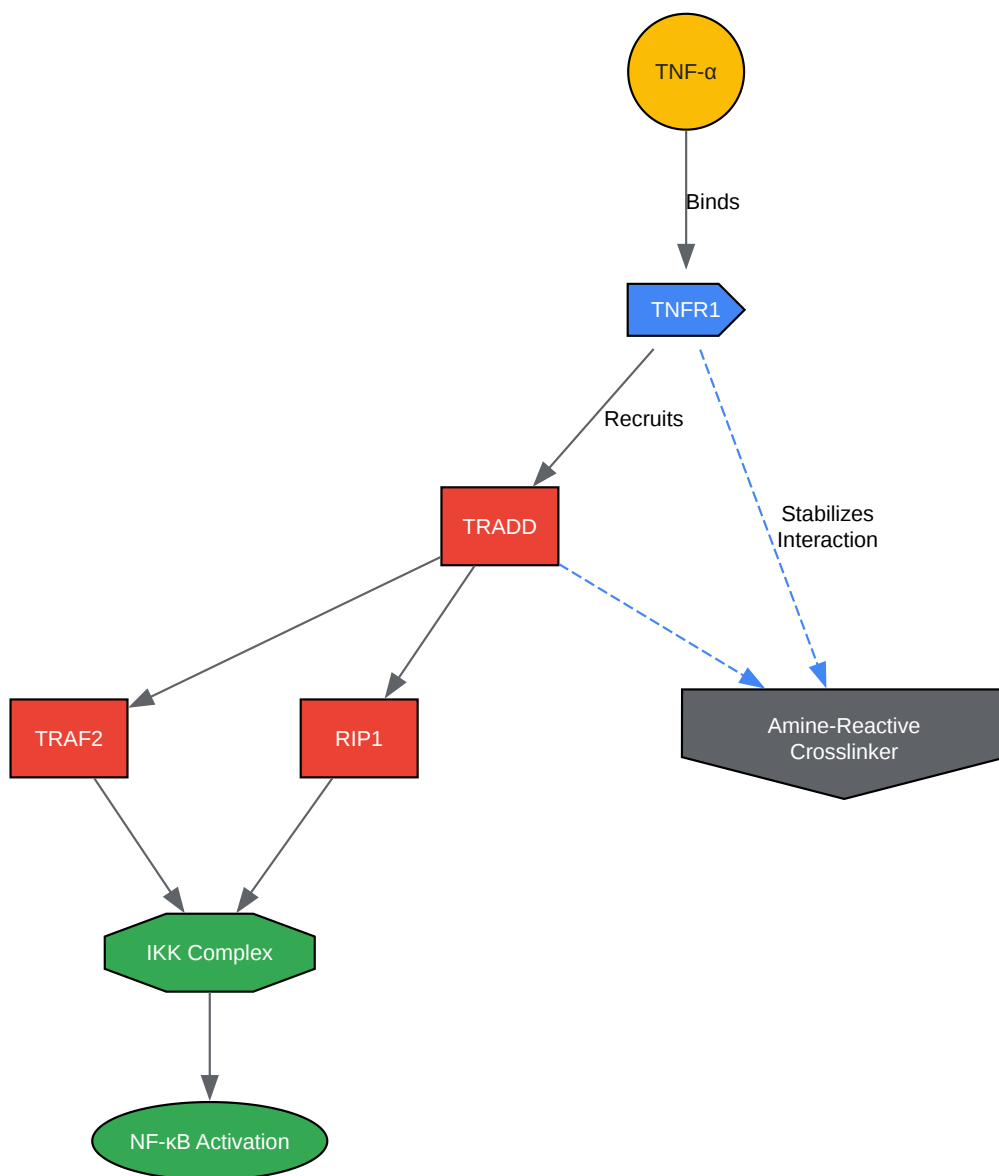 TNF-α
Binds
TNFR1
Recruits
Stabilizes
Interaction
TRADD
TRAF2
RIP1
Amine-Reactive
Crosslinker
IKK Complex
NF-κB Activation